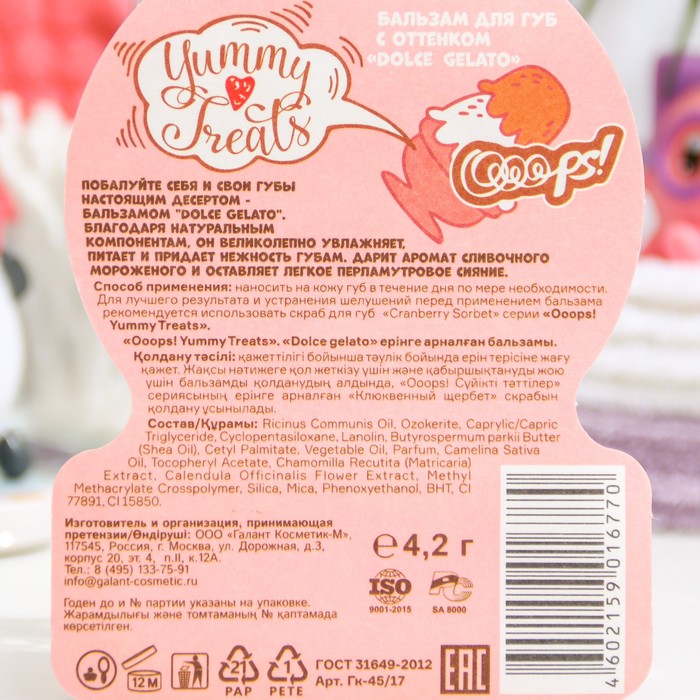 БАЛЬЗАМ ДЛЯ ГУБ
С ОТТЕНКОМ
«DOLCE GELATO»
Yummy
Treats
Ooops!
ПОБАЛУЙТЕ СЕБЯ И СВОИ ГУБЫ
НАСТОЯЩИМ ДЕСЕРТОМ -
БАЛЬЗАМОМ "DOLCE GELATO".
БЛАГОДАРЯ НАТУРАЛЬНЫМ
КОМПОНЕНТАМ, ОН ВЕЛИКОЛЕПНО УВЛАЖНЯЕТ,
ПИТАЕТ И ПРИДАЕТ НЕЖНОСТЬ ГУБАМ. ДАРИТ АРОМАТ СЛИВОЧНОГО
МОРОЖЕНОГО И ОСТАВЛЯЕТ ЛЕГКОЕ ПЕРЛАМУТРОВОЕ СИЯНИЕ.
Способ применения: наносить на кожу губ в течение дня по мере необходимости.
Для лучшего результата и устранения шелушений перед применением бальзама
рекомендуется использовать скраб для губ «Cranberry Sorbet» серии «Ooops!
Yummy Treats».
«Ooops! Yummy Treats». «Dolce gelato» ерінге арналған бальзамы.
Қолдану тәсілі: қажеттілігі бойынша тәулік бойында ерін терісіне жағу
қажет. Жақсы нәтижеге қол жеткізу үшін және қабыршықтануды жою
үшін бальзамды қолданудың алдында, «Ooops! Сүйікті тәттілер»
сериясының ерінге арналған «Клюквенный щербет» скрабын
қолдану ұсынылады.
Состав/Құрамы: Ricinus Communis Oil, Ozokerite, Caprylic/Capric
Triglyceride, Cyclopentasiloxane, Lanolin, Butyrospermum parkii Butter
(Shea Oil), Cetyl Palmitate, Vegetable Oil, Parfum, Camelina Sativa
Oil, Tocopheryl Acetate, Chamomilla Recutita (Matricaria)
Extract, Calendula Officinalis Flower Extract, Methyl
Methacrylate Crosspolymer, Silica, Mica, Phenoxyethanol, BHT, CI
77891, CI 15850.
Изготовитель и организация, принимающая
претензии/Өндіруші: ООО «Галант Косметик-М»,
117545, Россия, г. Москва, ул. Дорожная, д.3,
корпус 20, эт. 4, п.II, к.12А.
Тел.: 8 (495) 133-75-91
info@galant-cosmetic.ru
℮4,2 г
ISO
9001-2015
SA 8000
Годен до и № партии указаны на упаковке.
Жарамдылығы және томтаманың № қаптамада
көрсетілген.
12 M
21
PAP
1
PETE
ГОСТ 31649-2012
Арт. Гк-45/17
EAC
4602159016770